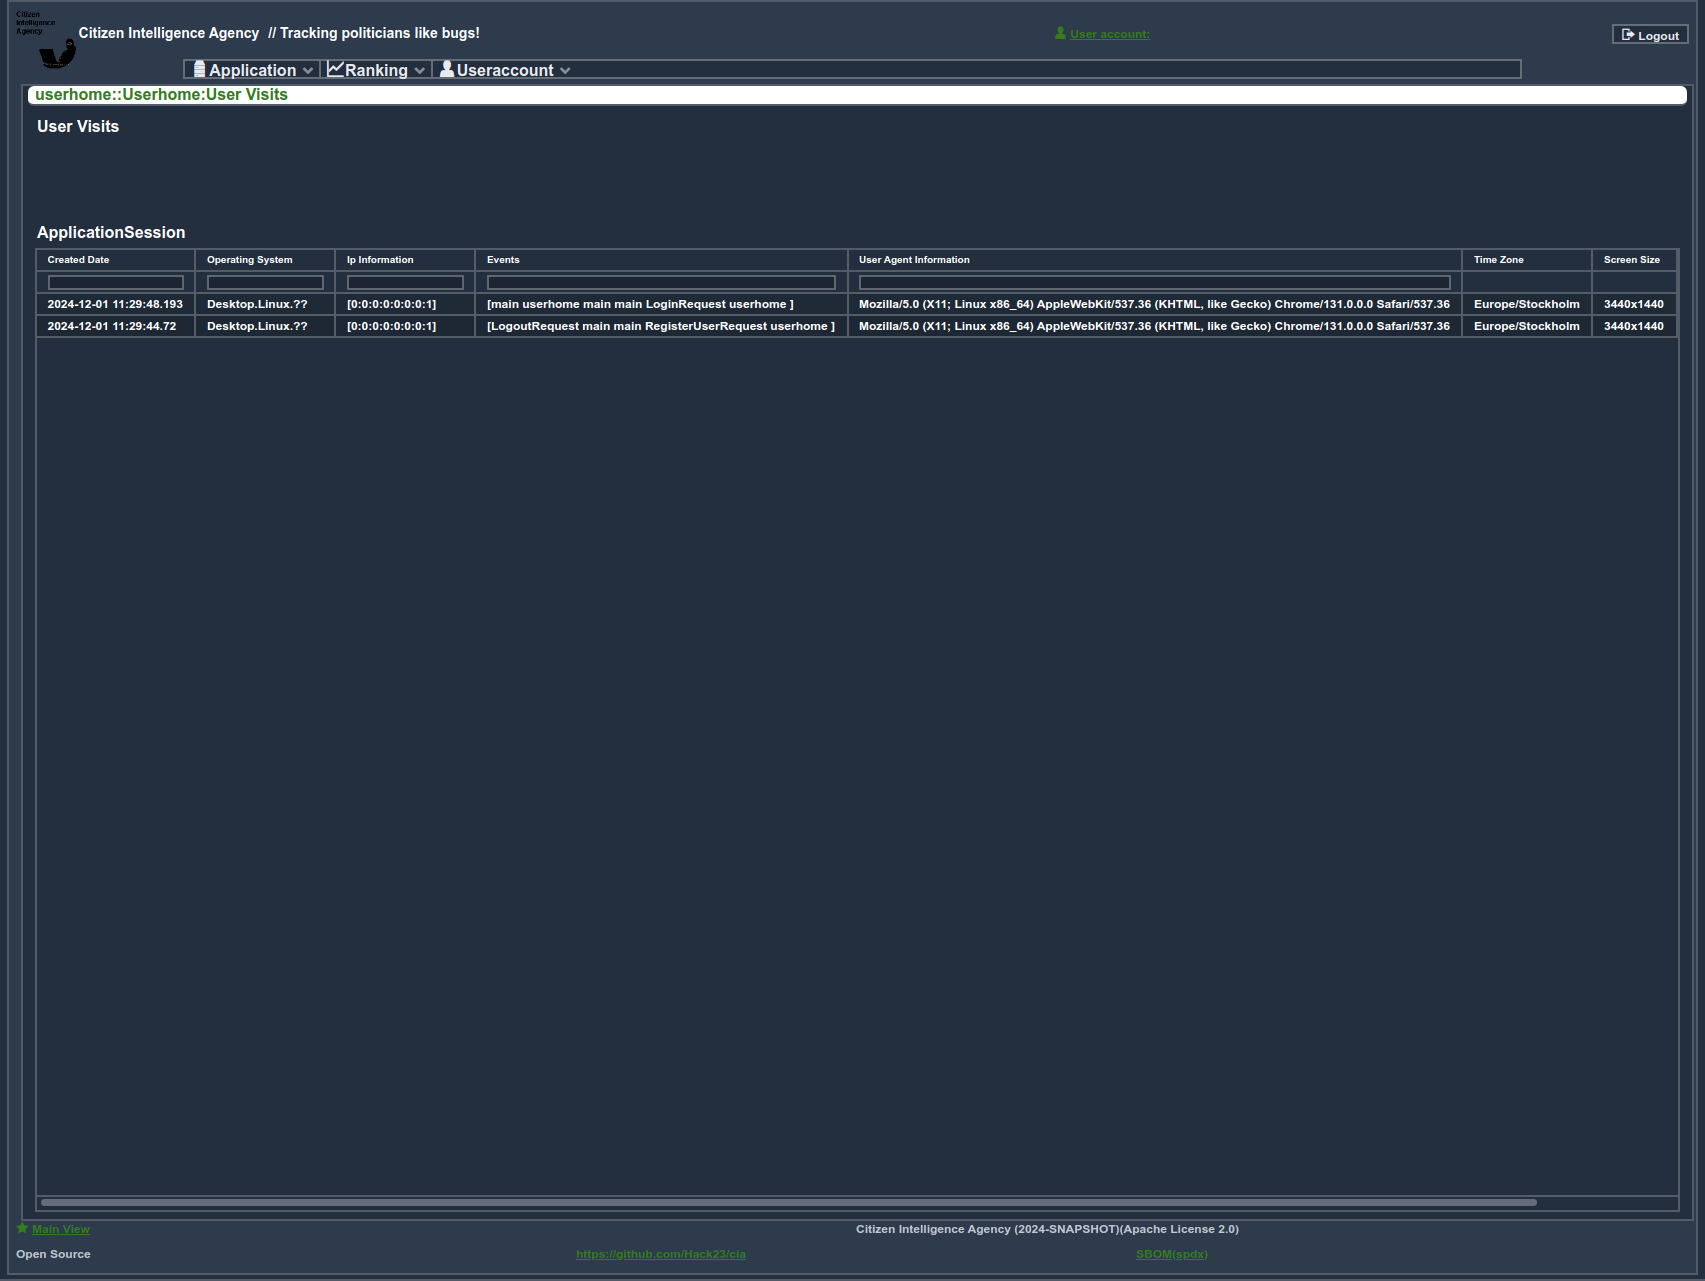 Citizen
Intelligence
Agency
Citizen Intelligence Agency // Tracking politicians like bugs!
User account:
Logout
Application Ranking Useraccount
userhome::Userhome:User Visits
User Visits
ApplicationSession
Created Date Operating System Ip Information Events User Agent Information Time Zone Screen Size
2024-12-01 11:29:48.193 Desktop.Linux.?? [0:0:0:0:0:0:0:1] [main userhome main main LoginRequest userhome ] Mozilla/5.0 (X11; Linux x86_64) AppleWebKit/537.36 (KHTML, like Gecko) Chrome/131.0.0.0 Safari/537.36 Europe/Stockholm 3440x1440
2024-12-01 11:29:44.72 Desktop.Linux.?? [0:0:0:0:0:0:0:1] [LogoutRequest main main RegisterUserRequest userhome ] Mozilla/5.0 (X11; Linux x86_64) AppleWebKit/537.36 (KHTML, like Gecko) Chrome/131.0.0.0 Safari/537.36 Europe/Stockholm 3440x1440
Main View Citizen Intelligence Agency (2024-SNAPSHOT)(Apache License 2.0)
Open Source https://github.com/Hack23/cia SBOM(spdx)